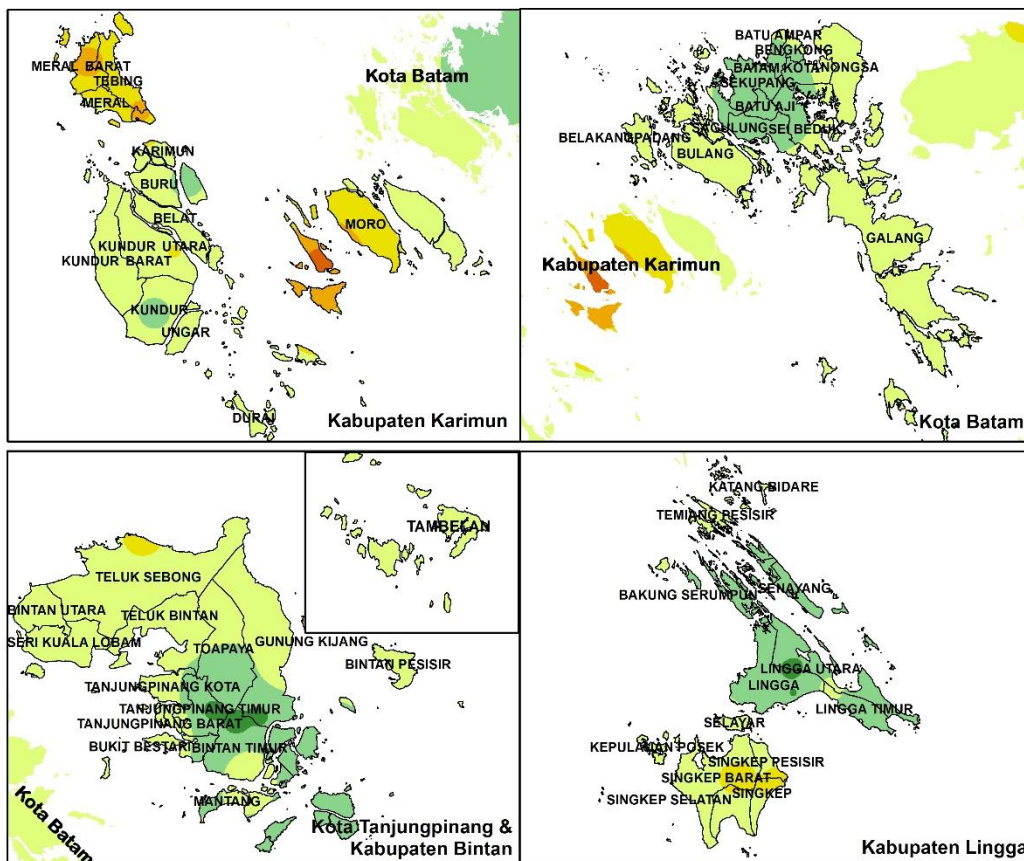 MERAL BARAT
TEBING
MERAL
KARIMUN
BURU
BELAT
KUNDUR UTARA
KUNDUR BARAT
KUNDUR
UNGAR
MORO
DURAI
Kota Batam
Kabupaten Karimun
BATU AMPAR
BENGKONG
BATAM KOTA
NONGSA
SEKUPANG
BATU AJI
SAGULUNG
SEI BEDUK
BELAKANGPADANG
BULANG
GALANG
Kabupaten Karimun
Kota Batam
TAMBELAN
TELUK SEBONG
BINTAN UTARA
TELUK BINTAN
SERI KUALA LOBAM
TOAPAYA
GUNUNG KIJANG
BINTAN PESISIR
TANJUNGPINANG KOTA
TANJUNGPINANG TIMUR
TANJUNGPINANG BARAT
BUKIT BESTARI
BINTAN TIMUR
MANTANG
Kota Batam
Kota Tanjungpinang &
Kabupaten Bintan
KATANG BIDARE
TEMIANG PESISIR
BAKUNG SERUMPUN
SENAYANG
LINGGA UTARA
LINGGA
LINGGA TIMUR
SELAYAR
KEPULAUAN POSEK
SINGKEP PESISIR
SINGKEP BARAT
SINGKEP
SINGKEP SELATAN
Kabupaten Lingga